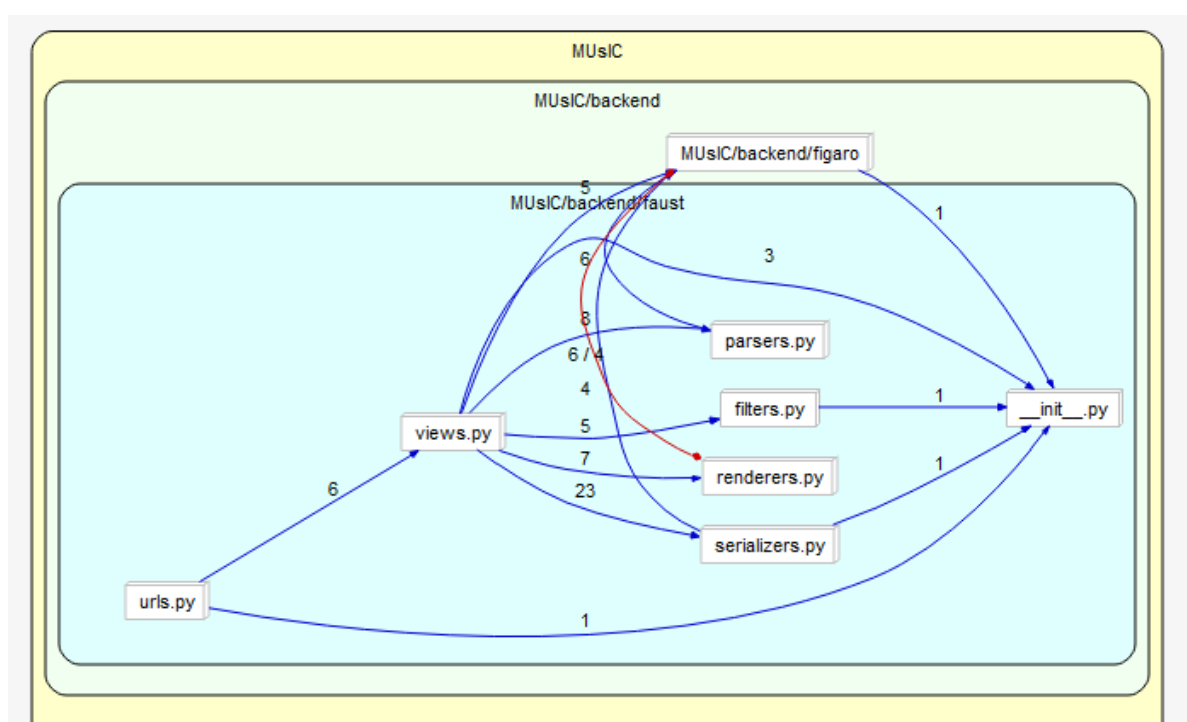 MUsIC
MUsIC/backend
MUsIC/backend/figaro
5
MUsIC/backend/faust
1
6
3
8
parsers.py
6 / 4
4
1
filters.py
__init__.py
5
views.py
7
1
renderers.py
6
23
serializers.py
urls.py
1